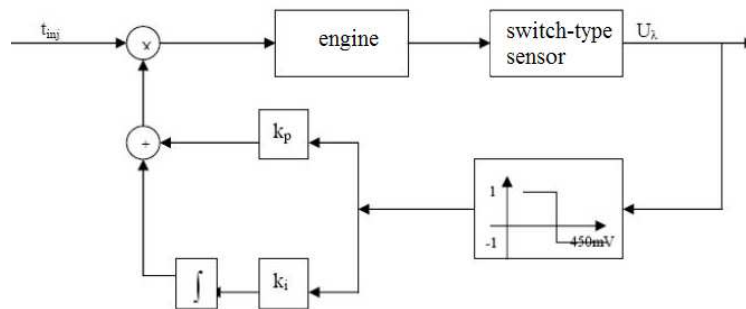 t_inj
x
engine
switch-type
sensor
U_λ
+
k_p
1
-1
450mV
∫
k_i